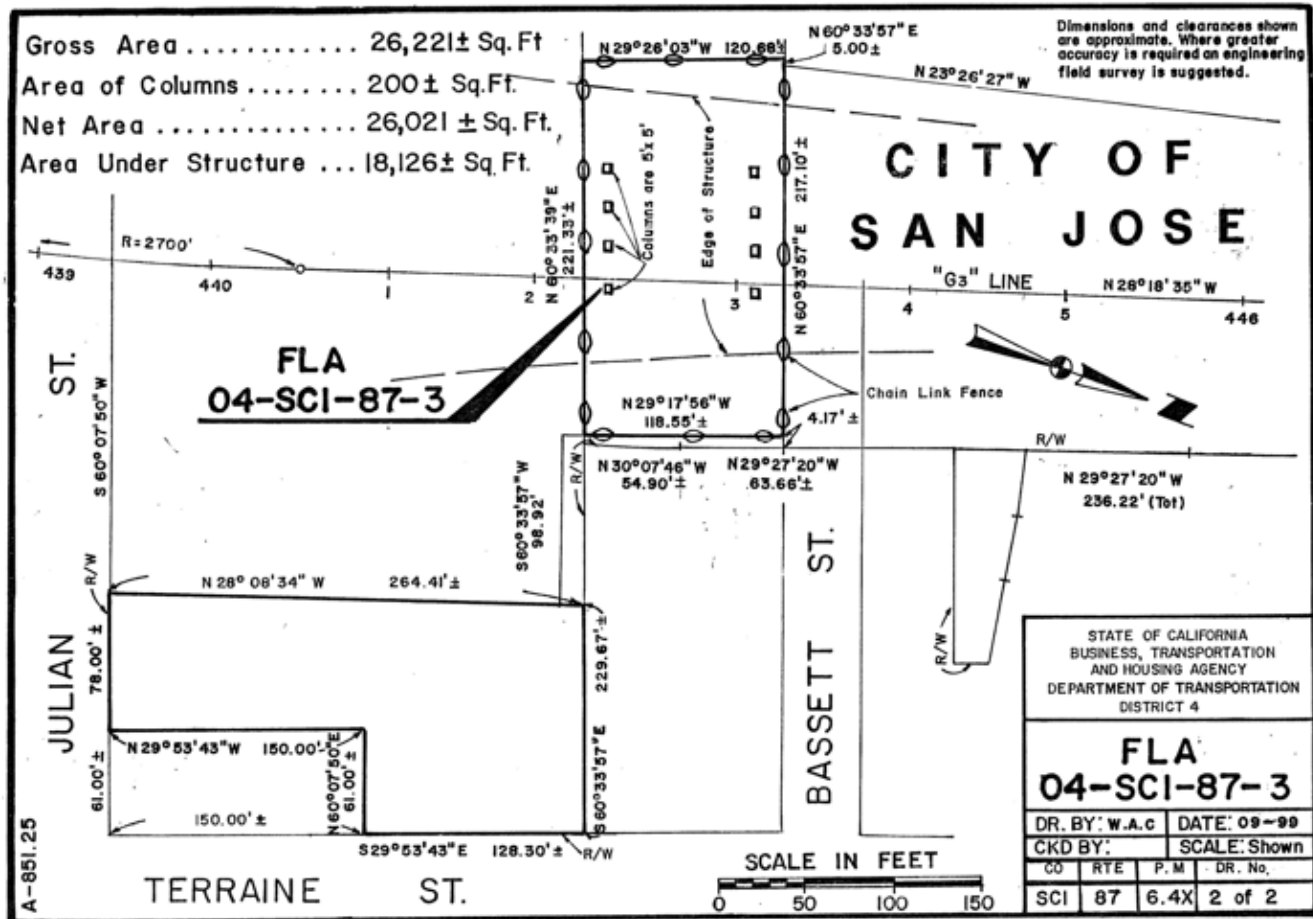 Gross Area ............ 26,221± Sq. Ft
Area of Columns ........ 200± Sq.Ft.
Net Area ............... 26,021 ± Sq. Ft.
Area Under Structure ... 18,126± Sq. Ft.
N 29° 26' 03" W 120.68'±
N 60° 33' 57" E
5.00 ±
Dimensions and clearances shown
are approximate. Where greater
accuracy is required an engineering
field survey is suggested.
N 23° 26' 27" W
CITY OF
SAN JOSE
Columns are 5'x 5'
Edge of Structure
N 60° 33' 39" E
221.33' ±
N 60° 33' 57" E 217.10' ±
R=2700'
439
440
1
2
3
"G3" LINE
4
5
N 28° 18' 35" W
446
FLA
04-SCI-87-3
Chain Link Fence
N 29° 17' 56" W
118.55' ±
4.17' ±
R/W
N 30° 07' 46" W
54.90' ±
N 29° 27' 20" W
63.66' ±
R/W
N 29° 27' 20" W
236.22' (Tot)
S 60° 07' 50" W
S 60° 33' 57" W
98.92'
R/W
N 28° 08' 34" W 264.41' ±
78.00' ±
229.67' ±
S 60° 33' 57" E
R/W
N 29° 53' 43" W 150.00'
N 60° 07' 50" E
61.00' ±
61.00' ±
150.00' ±
S 29° 53' 43" E 128.30' ±
R/W
JULIAN ST.
BASSETT ST.
TERRAINE ST.
A-851.25
SCALE IN FEET
0 50 100 150
STATE OF CALIFORNIA
BUSINESS, TRANSPORTATION
AND HOUSING AGENCY
DEPARTMENT OF TRANSPORTATION
DISTRICT 4
FLA
04-SCI-87-3
DR. BY: W.A.C DATE: 09-99
CKD BY: SCALE: Shown
CO RTE P.M DR. No.
SCI 87 6.4X 2 of 2